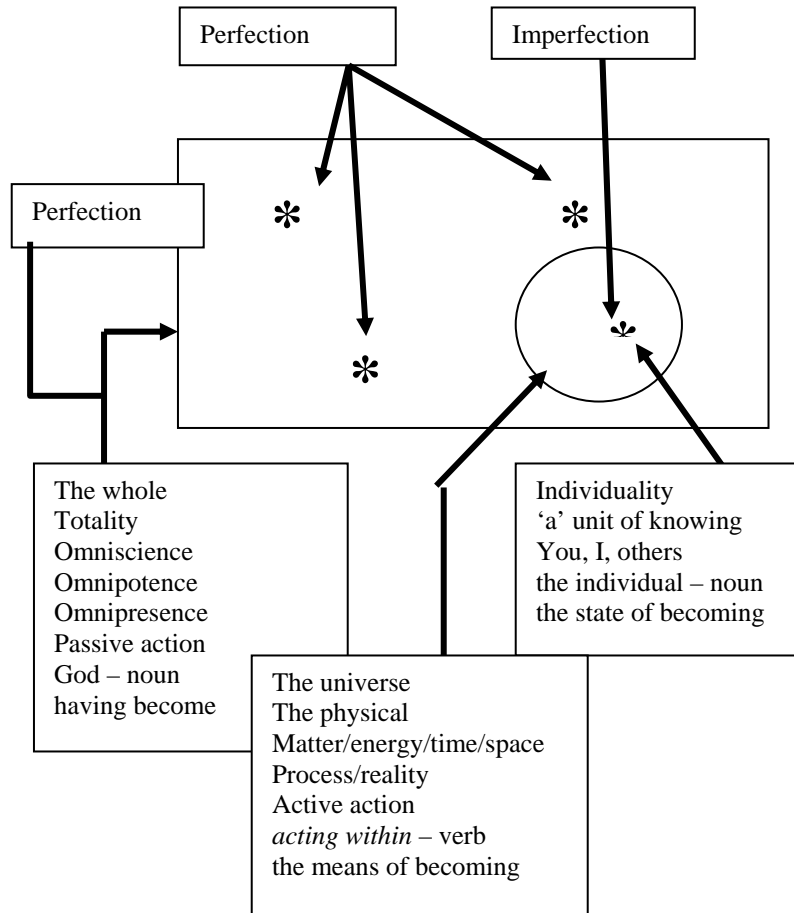 Perfection
Imperfection
Perfection
*
*
*
*
The whole
Totality
Omniscience
Omnipotence
Omnipresence
Passive action
God – noun
having become
Individuality
‘a’ unit of knowing
You, I, others
the individual – noun
the state of becoming
The universe
The physical
Matter/energy/time/space
Process/reality
Active action
acting within – verb
the means of becoming